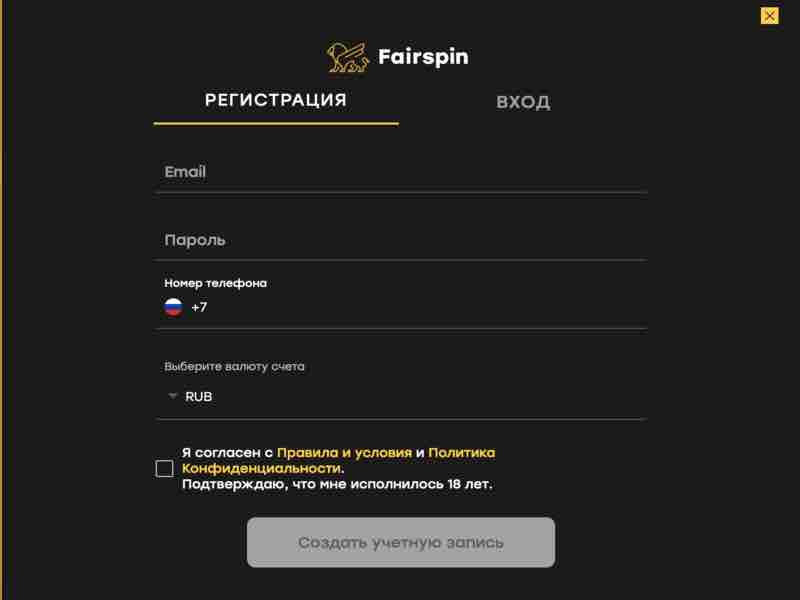 Fairspin
РЕГИСТРАЦИЯ
ВХОД
Email
Пароль
Номер телефона
+7
Выберите валюту счета
RUB
Я согласен с Правила и условия и Политика
Конфиденциальности.
Подтверждаю, что мне исполнилось 18 лет.
Создать учетную запись